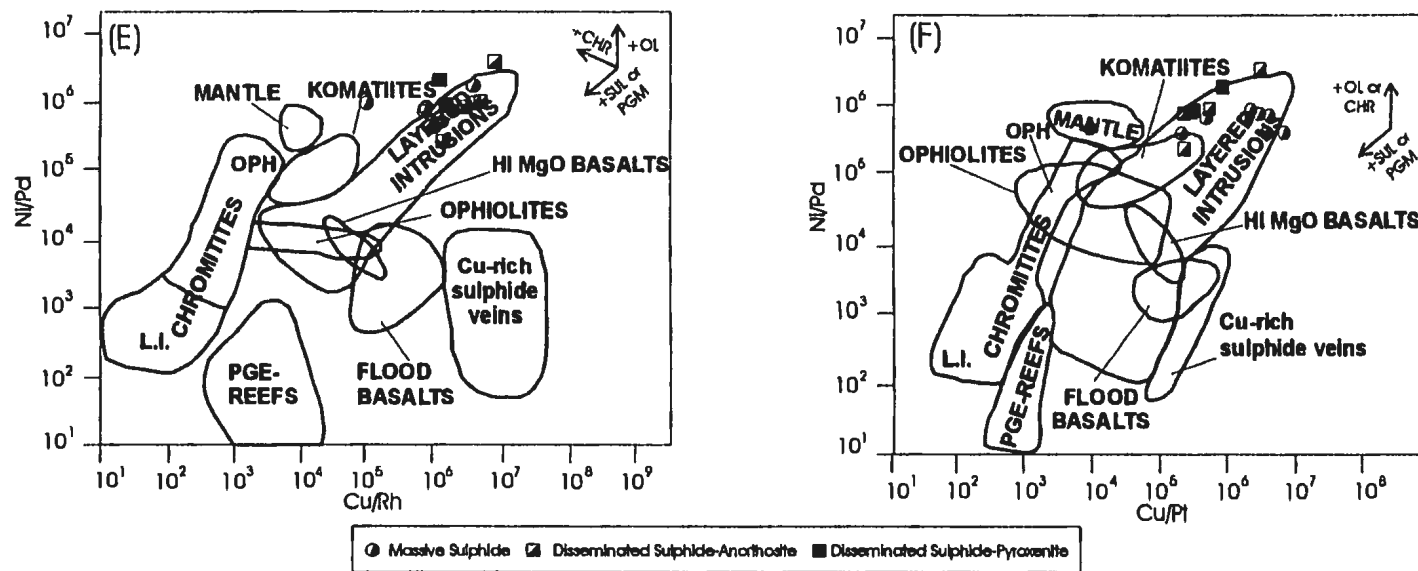 (E)
+CHR
+OL
+SUL or
PGM
KOMATIITES
MANTLE
LAYERED
INTRUSIONS
OPH
HI MgO BASALTS
OPHIOLITES
CHROMITITES
Cu-rich
sulphide
veins
L.I.
PGE-
REEFS
FLOOD
BASALTS
Ni/Pd
10⁷
10⁶
10⁵
10⁴
10³
10²
10¹
10¹ 10² 10³ 10⁴ 10⁵ 10⁶ 10⁷ 10⁸ 10⁹
Cu/Rh
(F)
KOMATIITES
+OL or
CHR
+SUL or
PGM
MANTLE
OPH
OPHIOLITES
LAYERED
INTRUSIONS
HI MgO BASALTS
CHROMITITES
L.I.
PGE-REEFS
Cu-rich
sulphide veins
FLOOD
BASALTS
Ni/Pd
10⁷
10⁶
10⁵
10⁴
10³
10²
10¹
10¹ 10² 10³ 10⁴ 10⁵ 10⁶ 10⁷ 10⁸
Cu/Pt
Massive Sulphide Disseminated Sulphide-Anorthosite Disseminated Sulphide-Pyroxenite